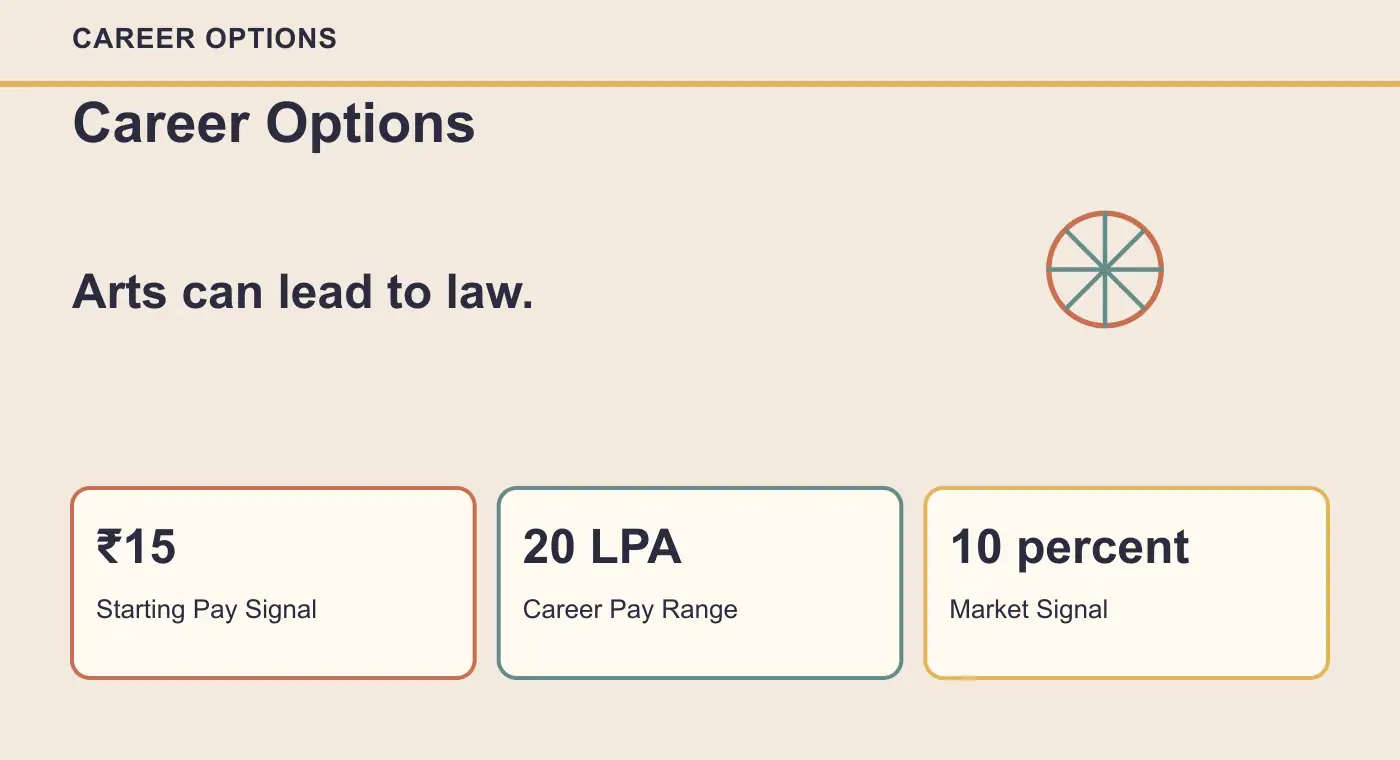 CAREER OPTIONS
Career Options
Arts can lead to law.
₹15
Starting Pay Signal
20 LPA
Career Pay Range
10 percent
Market Signal